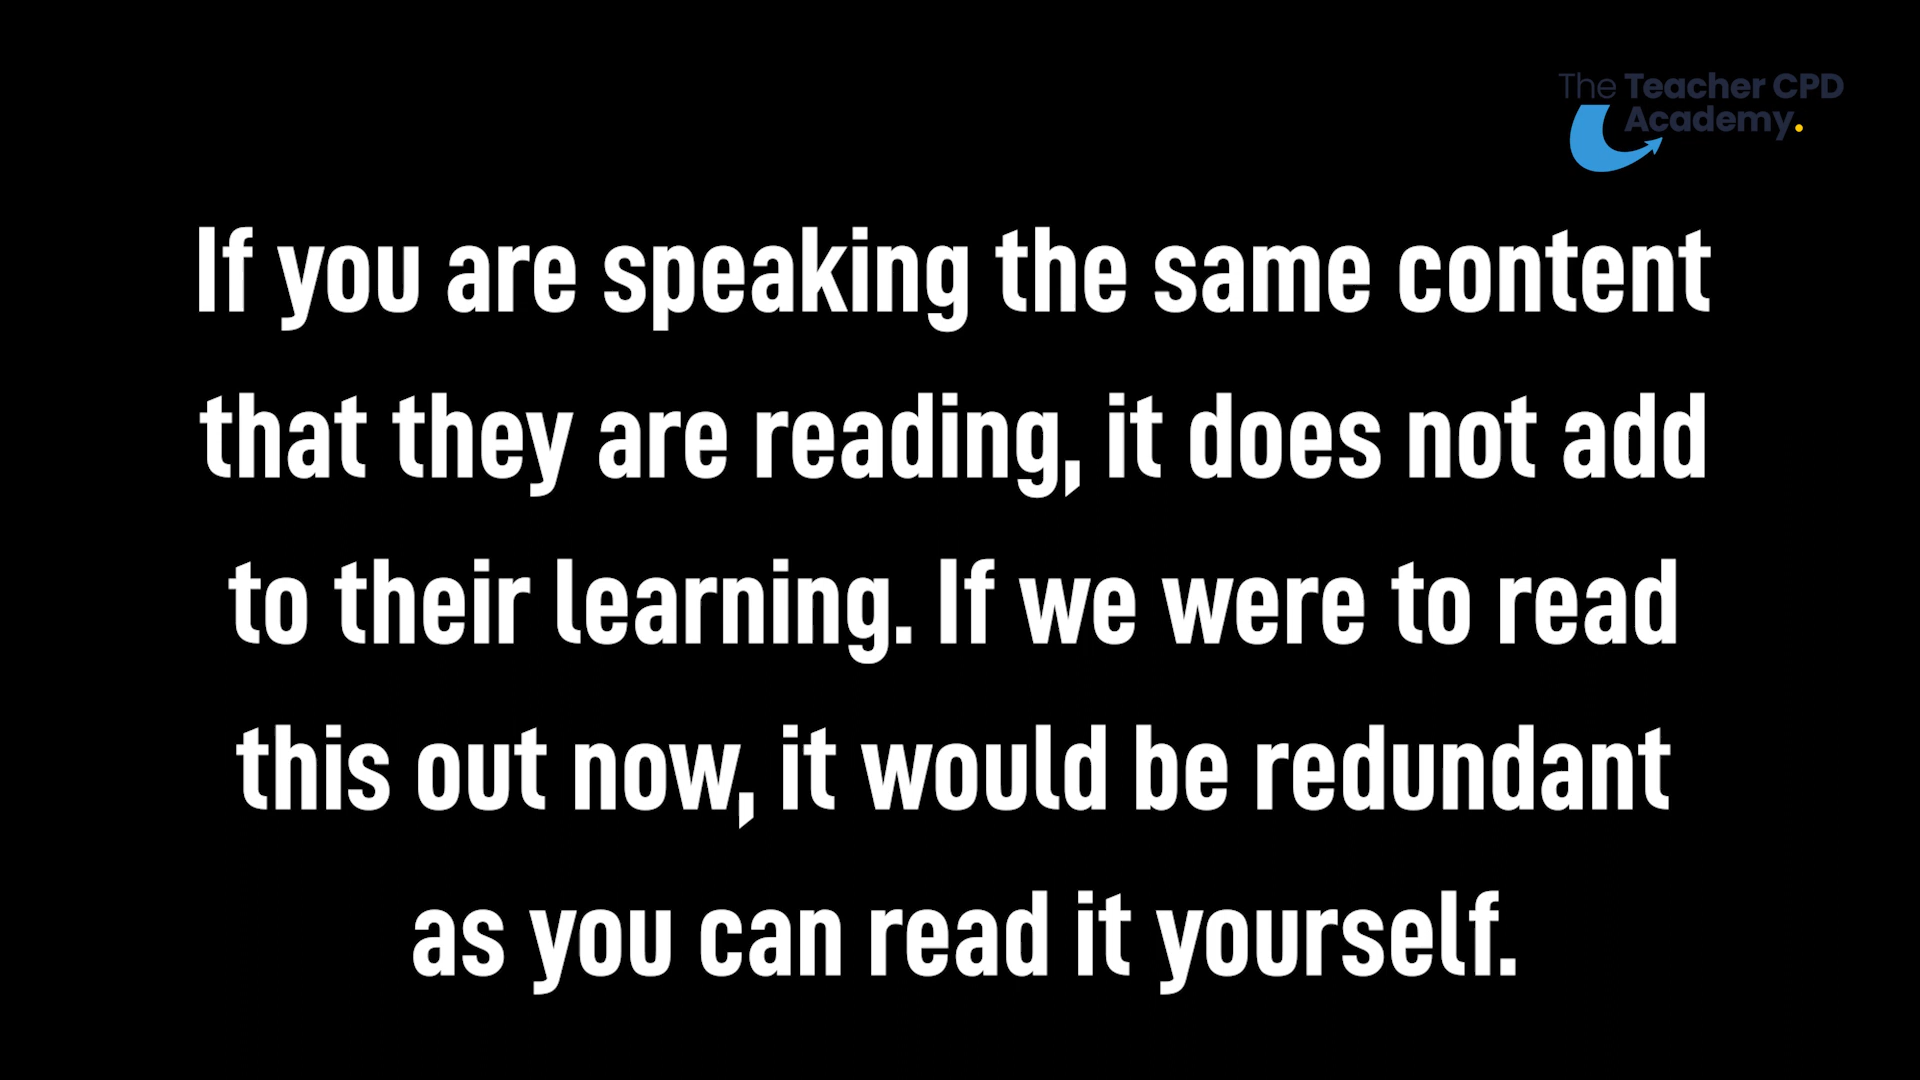 The Teacher CPD
Academy.
If you are speaking the same content
that they are reading, it does not add
to their learning. If we were to read
this out now, it would be redundant
as you can read it yourself.